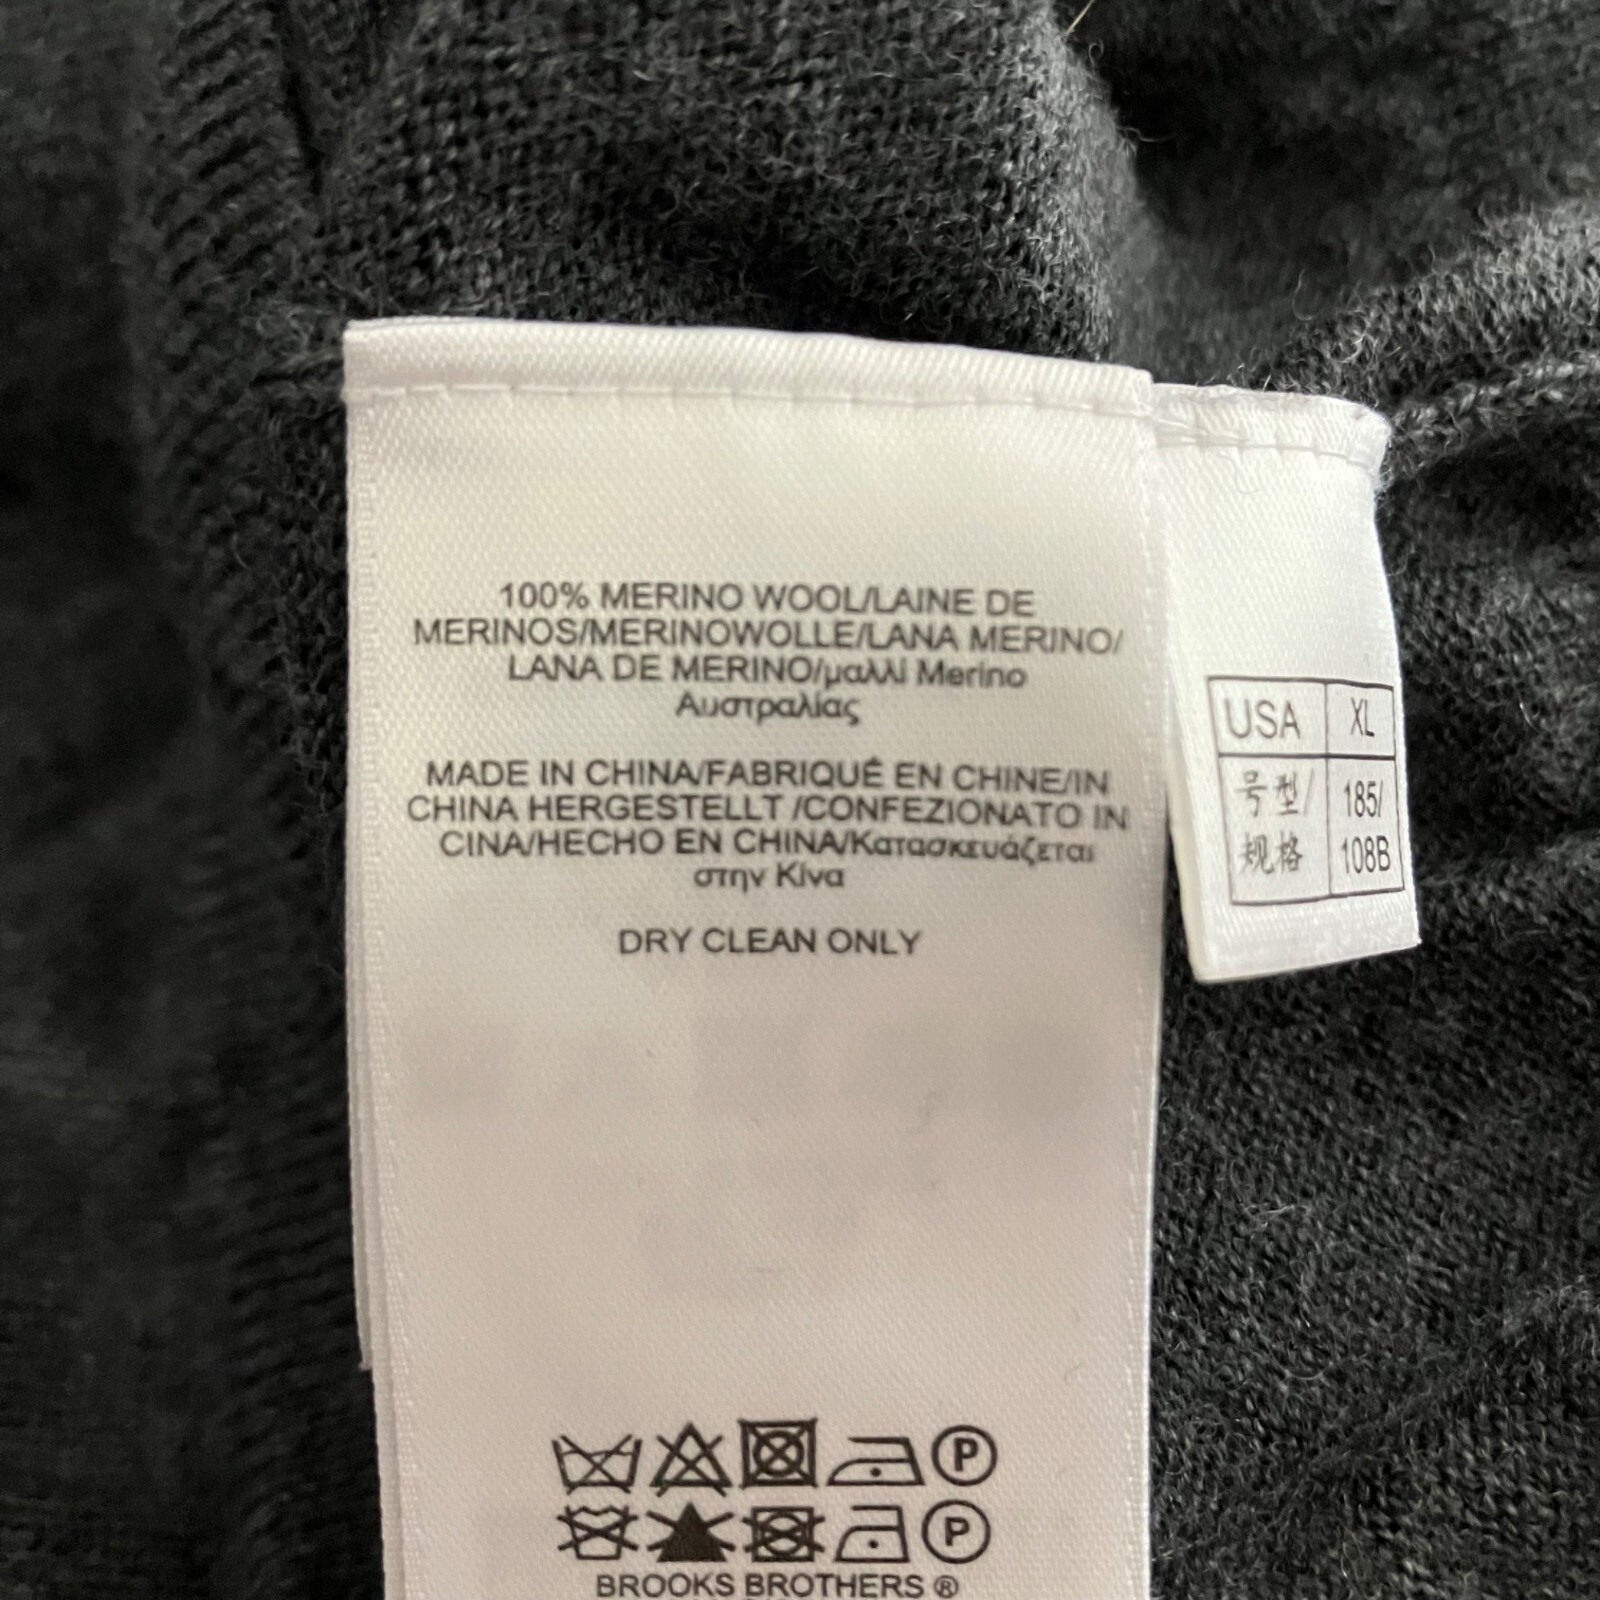 100% MERINO WOOL/LAINE DE
MERINOS/MERINOWOLLE/LANA MERINO/
LANA DE MERINO/μαλλί Merino
Αυστραλίας
MADE IN CHINA/FABRIQUÉ EN CHINE/IN
CHINA HERGESTELLT /CONFEZIONATO IN
CINA/HECHO EN CHINA/Κατασκευάζεται
στην Κίνα
DRY CLEAN ONLY
P
P
BROOKS BROTHERS ®
USA XL
号型/ 185/
规格 108B